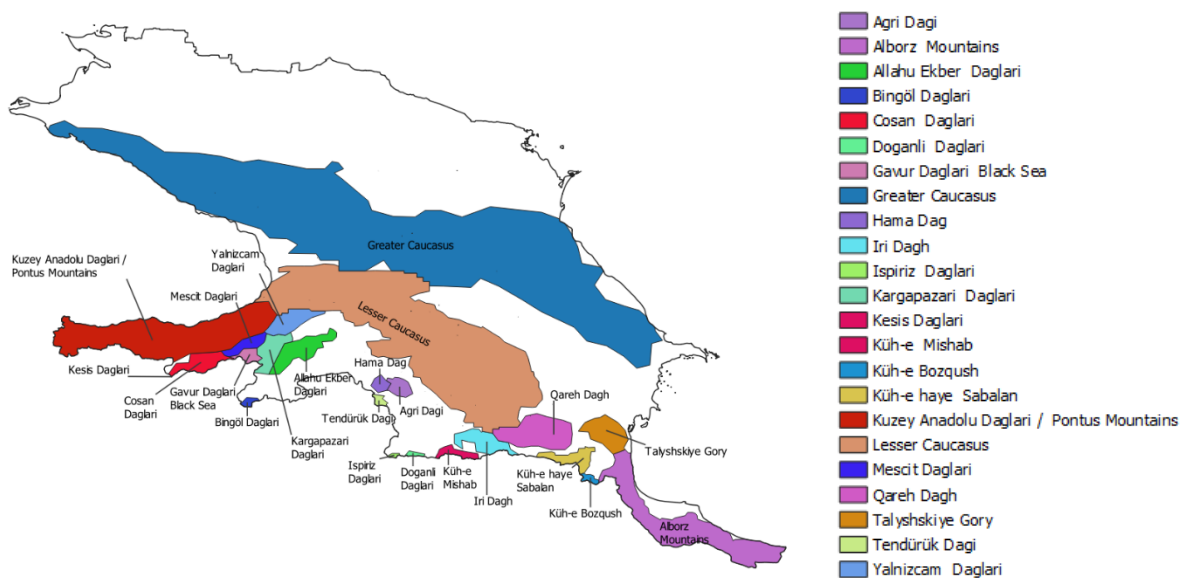 Kuzey Anadolu Daglari /
Pontus Mountains
Yalnizcam
Daglari
Greater Caucasus
Mescit Daglari
Lesser Caucasus
Kesis Daglari
Cosan
Daglari
Gavur Daglari
Black Sea
Bingöl Daglari
Allahu Ekber
Daglari
Kargapazari
Daglari
Hama Dag
Agri Dagi
Tendürük Dagi
Qareh Dagh
Talyshskiye Gory
Ispiriz
Daglari
Doganli
Daglari
Küh-e
Mishab
Iri Dagh
Küh-e haye
Sabalan
Küh-e Bozqush
Alborz
Mountains
Agri Dagi
Alborz Mountains
Allahu Ekber Daglari
Bingöl Daglari
Cosan Daglari
Doganli Daglari
Gavur Daglari Black Sea
Greater Caucasus
Hama Dag
Iri Dagh
Ispiriz Daglari
Kargapazari Daglari
Kesis Daglari
Küh-e Mishab
Küh-e Bozqush
Küh-e haye Sabalan
Kuzey Anadolu Daglari / Pontus Mountains
Lesser Caucasus
Mescit Daglari
Qareh Dagh
Talyshskiye Gory
Tendürük Dagi
Yalnizcam Daglari